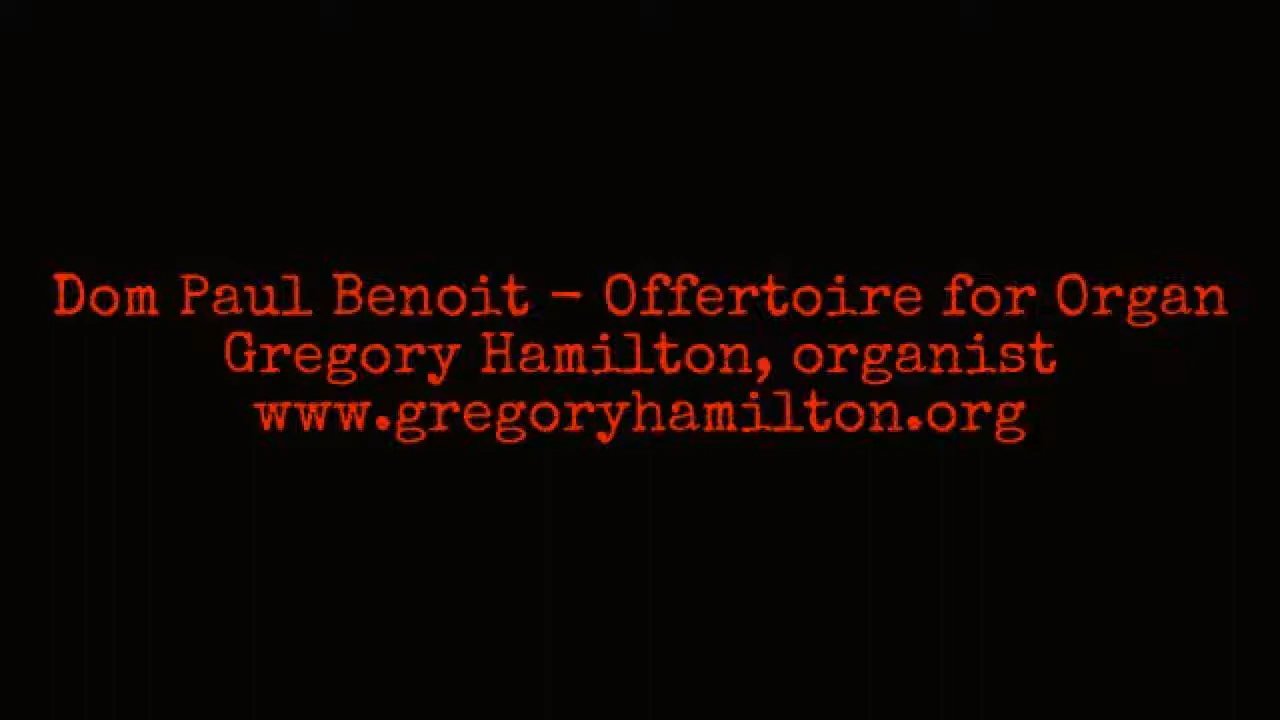 Dom Paul Benoit - Offertoire for Organ
Gregory Hamilton, organist
www.gregoryhamilton.org